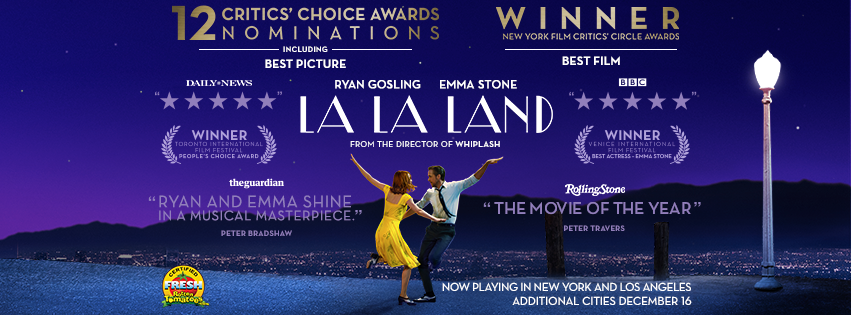 12 CRITICS' CHOICE AWARDS
NOMINATIONS
INCLUDING
BEST PICTURE
WINNER
NEW YORK FILM CRITICS' CIRCLE AWARDS
BEST FILM
DAILY NEWS
“★★★★★”
RYAN GOSLING EMMA STONE
LA LA LAND
FROM THE DIRECTOR OF WHIPLASH
BBC
“★★★★★”
WINNER
TORONTO INTERNATIONAL
FILM FESTIVAL
PEOPLE'S CHOICE AWARD
WINNER
VENICE INTERNATIONAL
FILM FESTIVAL
BEST ACTRESS - EMMA STONE
theguardian
“RYAN AND EMMA SHINE
IN A MUSICAL MASTERPIECE.”
PETER BRADSHAW
RollingStone
“THE MOVIE OF THE YEAR”
PETER TRAVERS
CERTIFIED
FRESH
Rotten
Tomatoes
NOW PLAYING IN NEW YORK AND LOS ANGELES
ADDITIONAL CITIES DECEMBER 16